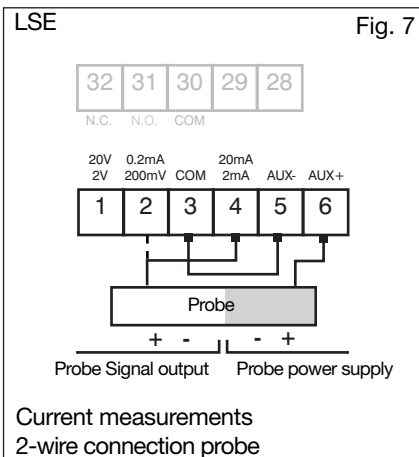 LSE Fig. 7
32 31 30 29 28
N.C. N.O. COM
20V 0.2mA 20mA
2V 200mV COM 2mA AUX- AUX+
1 2 3 4 5 6
Probe
+ - - +
Probe Signal output Probe power supply
Current measurements
2-wire connection probe